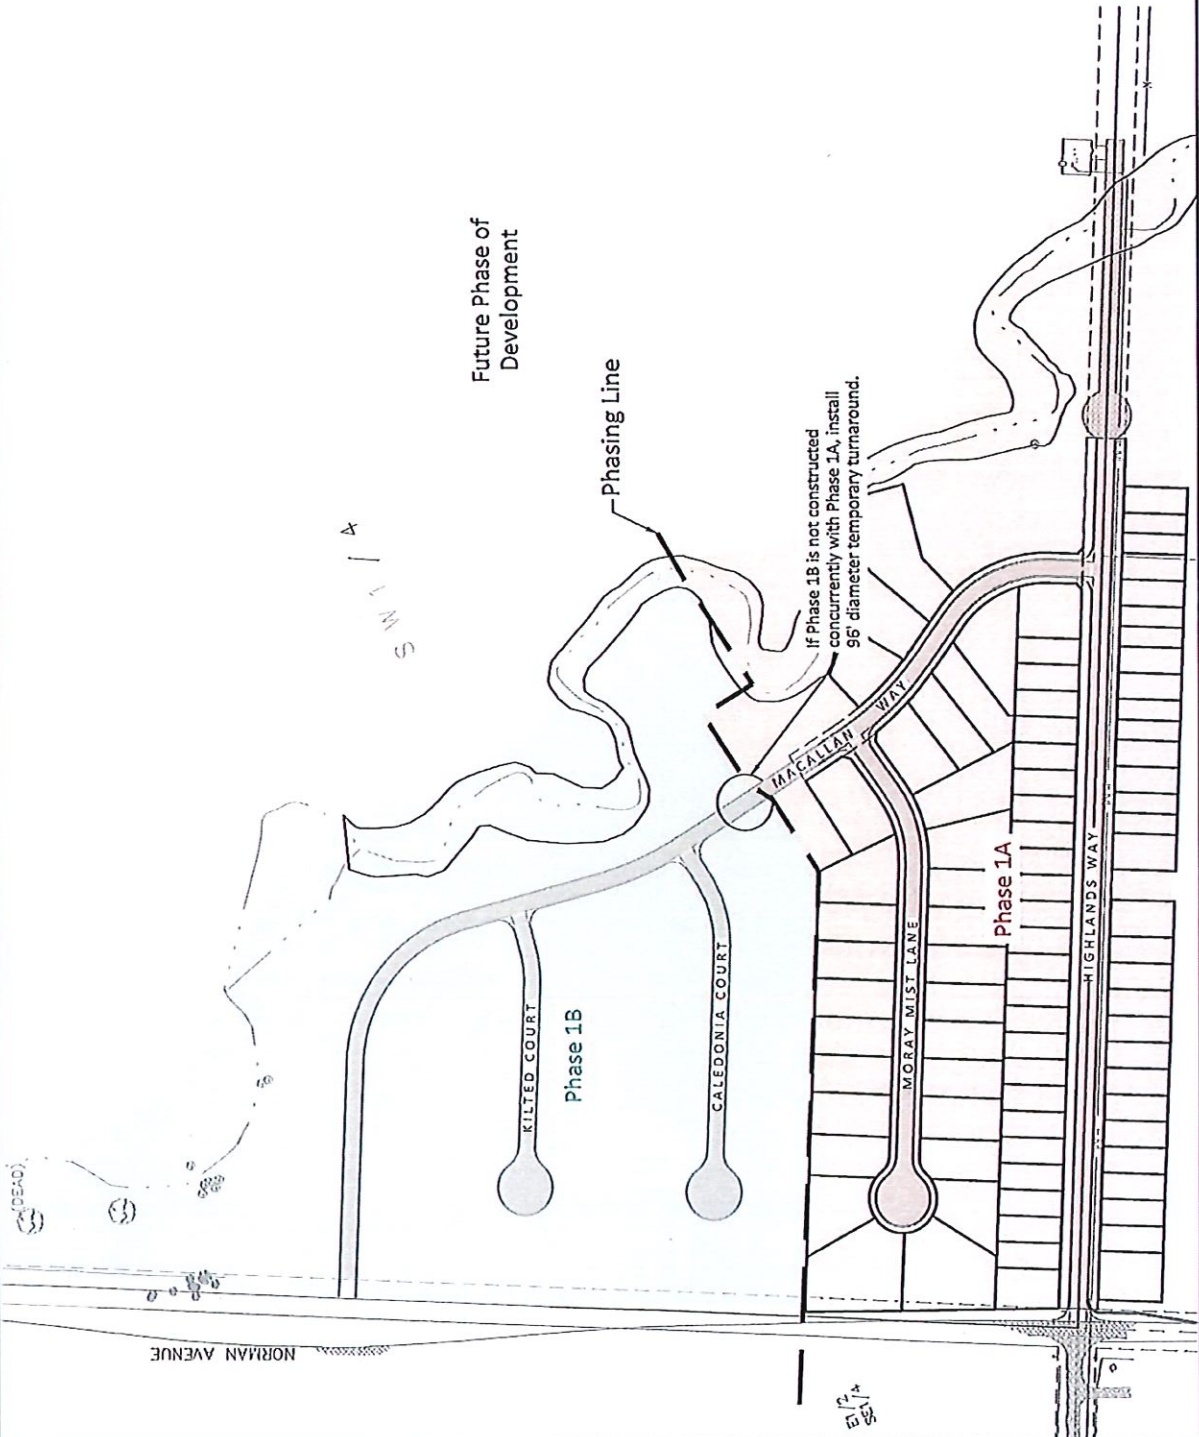 Future Phase of
Development
Phasing Line
If Phase 1B is not constructed
concurrently with Phase 1A, install
96' diameter temporary turnaround.
SW 1/4
(DEAD)
NORMAN AVENUE
KILTED COURT
Phase 1B
CALEDONIA COURT
MACALLAN WAY
MORAY MIST LANE
Phase 1A
HIGHLANDS WAY
E1/2
SE1/4